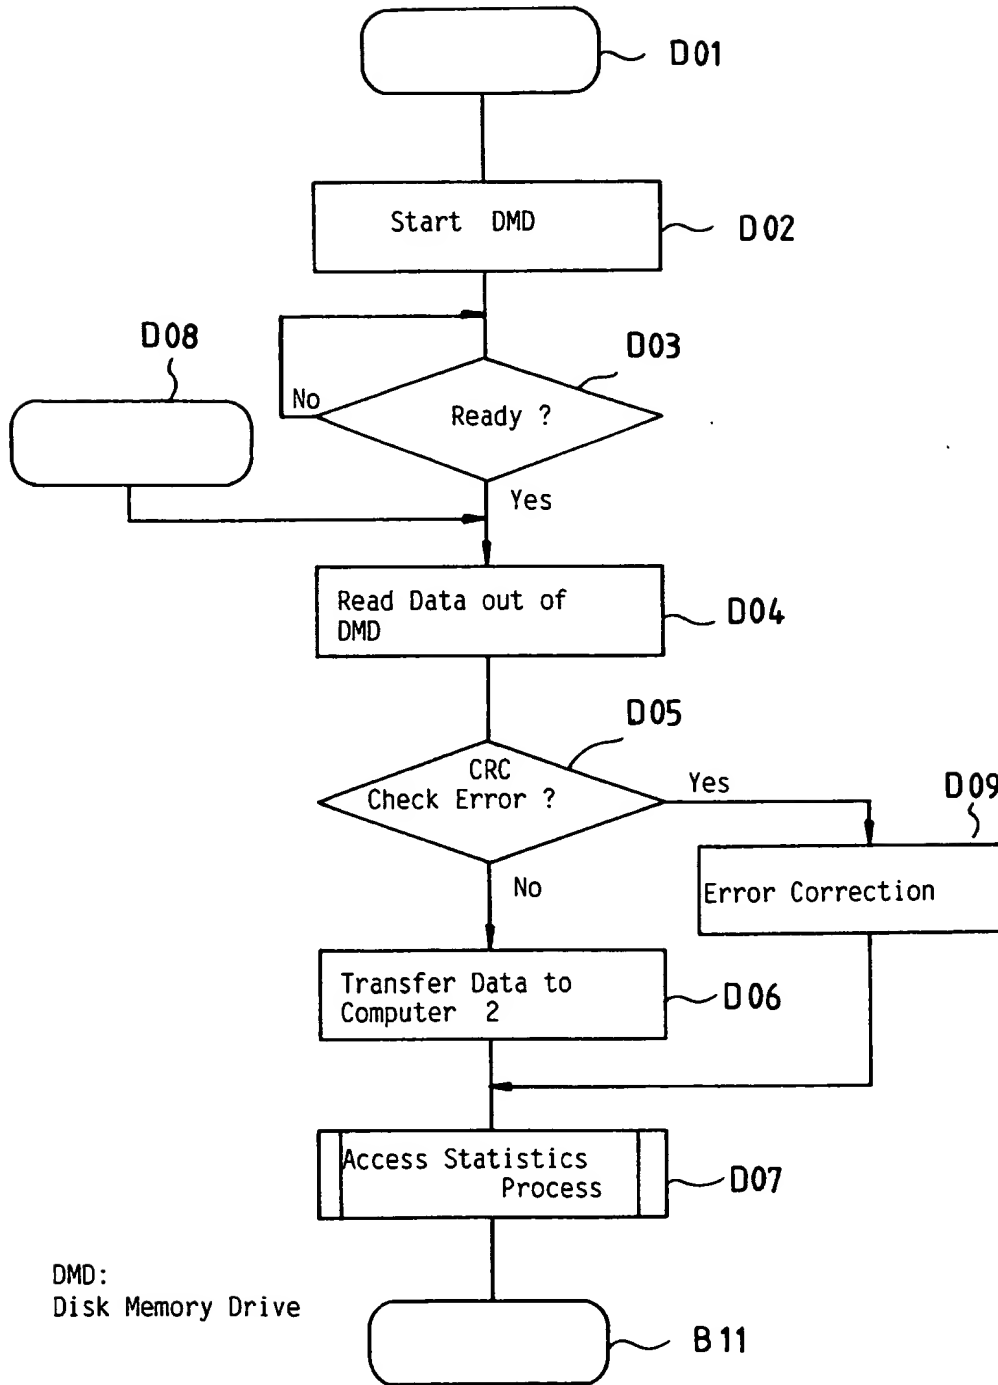 D01
Start DMD
D02
D08
D03
No
Ready ?
Yes
Read Data out of
DMD
D04
D05
CRC
Check Error ?
Yes
D09
No
Error Correction
Transfer Data to
Computer 2
D06
Access Statistics
Process
D07
DMD:
Disk Memory Drive
B11